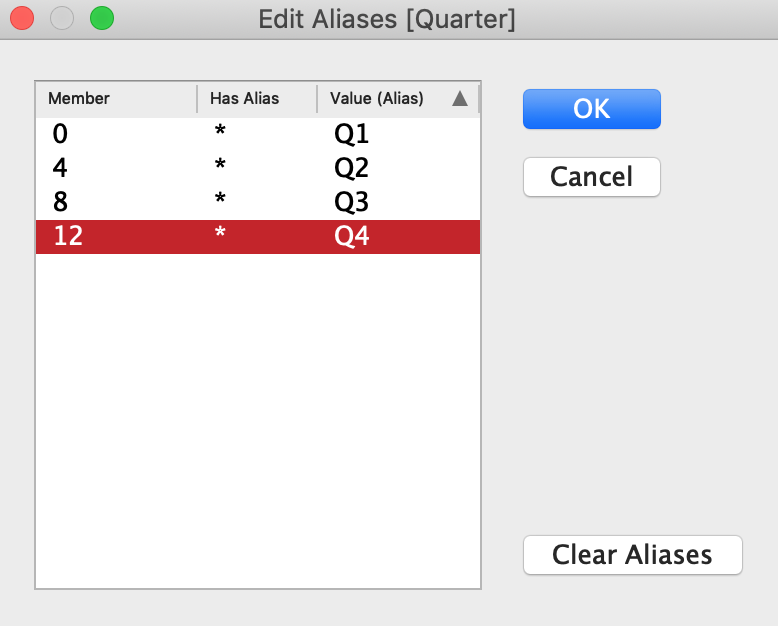 Edit Aliases [Quarter]
Member Has Alias Value (Alias)
0 * Q1
4 * Q2
8 * Q3
12 * Q4
OK
Cancel
Clear Aliases